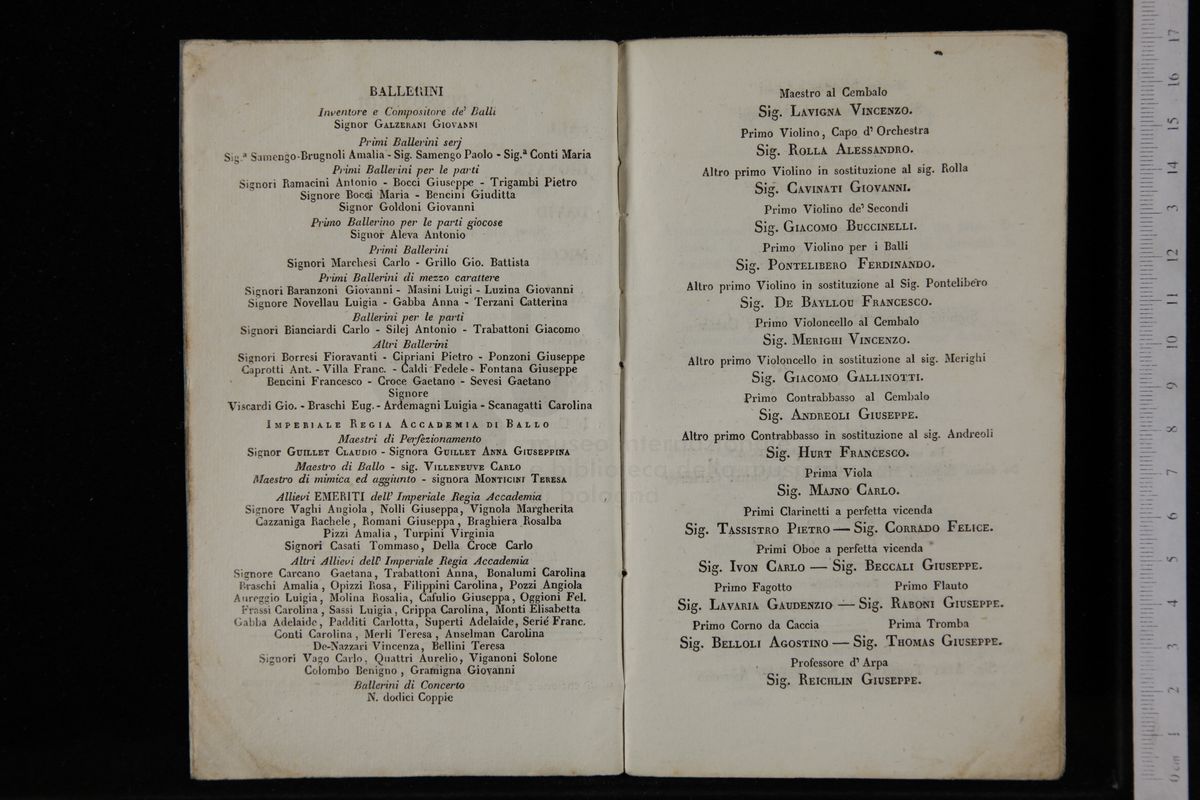 BALLERINI
Inventore e Compositore de' Balli
Signor Galzerani Giovanni
Primi Ballerini serj
Sig.ª Samengo-Brugnoli Amalia - Sig. Samengo Paolo - Sig.ª Conti Maria
Primi Ballerini per le parti
Signori Ramacini Antonio - Bocci Giuseppe - Trigambi Pietro
Signore Bocci Maria - Bencini Giuditta
Signor Goldoni Giovanni
Primo Ballerino per le parti giocose
Signor Aleva Antonio
Primi Ballerini
Signori Marchesi Carlo - Grillo Gio. Battista
Primi Ballerini di mezzo carattere
Signori Baranzoni Giovanni - Masini Luigi - Luzina Giovanni
Signore Novellau Luigia - Gabba Anna - Terzani Catterina
Ballerini per le parti
Signori Bianciardi Carlo - Silej Antonio - Trabattoni Giacomo
Altri Ballerini
Signori Borresi Fioravanti - Cipriani Pietro - Ponzoni Giuseppe
Caprotti Ant. - Villa Franc. - Caldi Fedele - Fontana Giuseppe
Bencini Francesco - Croce Gaetano - Sevesi Gaetano
Signore
Viscardi Gio. - Braschi Eug. - Ardemagni Luigia - Scanagatti Carolina
Imperiale Regia Accademia di Ballo
Maestri di Perfezionamento
Signor Guillet Claudio - Signora Guillet Anna Giuseppina
Maestro di Ballo - sig. Villeneuve Carlo
Maestro di mimica ed aggiunto - signora Monticini Teresa
Allievi EMERITI dell' Imperiale Regia Accademia
Signore Vaghi Angiola, Nolli Giuseppa, Vignola Margherita
Cazzaniga Rachele, Romani Giuseppa, Braghiera Rosalba
Pizzi Amalia, Turpini Virginia
Signori Casati Tommaso, Della Croce Carlo
Altri Allievi dell' Imperiale Regia Accademia
Signore Carcano Gaetana, Trabattoni Anna, Bonalumi Carolina
Braschi Amalia, Opizzi Rosa, Filippini Carolina, Pozzi Angiola
Aureggio Luigia, Molina Rosalia, Cafulio Giuseppa, Oggioni Fel.
Frassi Carolina, Sassi Luigia, Crippa Carolina, Monti Elisabetta
Gabba Adelaide, Padditi Carlotta, Superti Adelaide, Serié Franc.
Conti Carolina, Merli Teresa, Anselman Carolina
De-Nazzari Vincenza, Bellini Teresa
Signori Vago Carlo, Quattri Aurelio, Viganoni Solone
Colombo Benigno, Gramigna Giovanni
Ballerini di Concerto
N. dodici Coppie
Maestro al Cembalo
Sig. Lavigna Vincenzo.
Primo Violino, Capo d' Orchestra
Sig. Rolla Alessandro.
Altro primo Violino in sostituzione al sig. Rolla
Sig. Cavinati Giovanni.
Primo Violino de' Secondi
Sig. Giacomo Buccinelli.
Primo Violino per i Balli
Sig. Pontelibero Ferdinando.
Altro primo Violino in sostituzione al Sig. Pontelibero
Sig. De Bayllou Francesco.
Primo Violoncello al Cembalo
Sig. Merighi Vincenzo.
Altro primo Violoncello in sostituzione al sig. Merighi
Sig. Giacomo Gallinotti.
Primo Contrabbasso al Cembalo
Sig. Andreoli Giuseppe.
Altro primo Contrabbasso in sostituzione al sig. Andreoli
Sig. Hurt Francesco.
Prima Viola
Sig. Majno Carlo.
Primi Clarinetti a perfetta vicenda
Sig. Tassistro Pietro — Sig. Corrado Felice.
Primi Oboe a perfetta vicenda
Sig. Ivon Carlo — Sig. Beccali Giuseppe.
Primo Fagotto Primo Flauto
Sig. Lavaria Gaudenzio — Sig. Raboni Giuseppe.
Primo Corno da Caccia Prima Tromba
Sig. Belloli Agostino — Sig. Thomas Giuseppe.
Professore d' Arpa
Sig. Reichlin Giuseppe.
0 cm 1 2 3 4 5 6 7 8 9 10 11 12 13 14 15 16 17